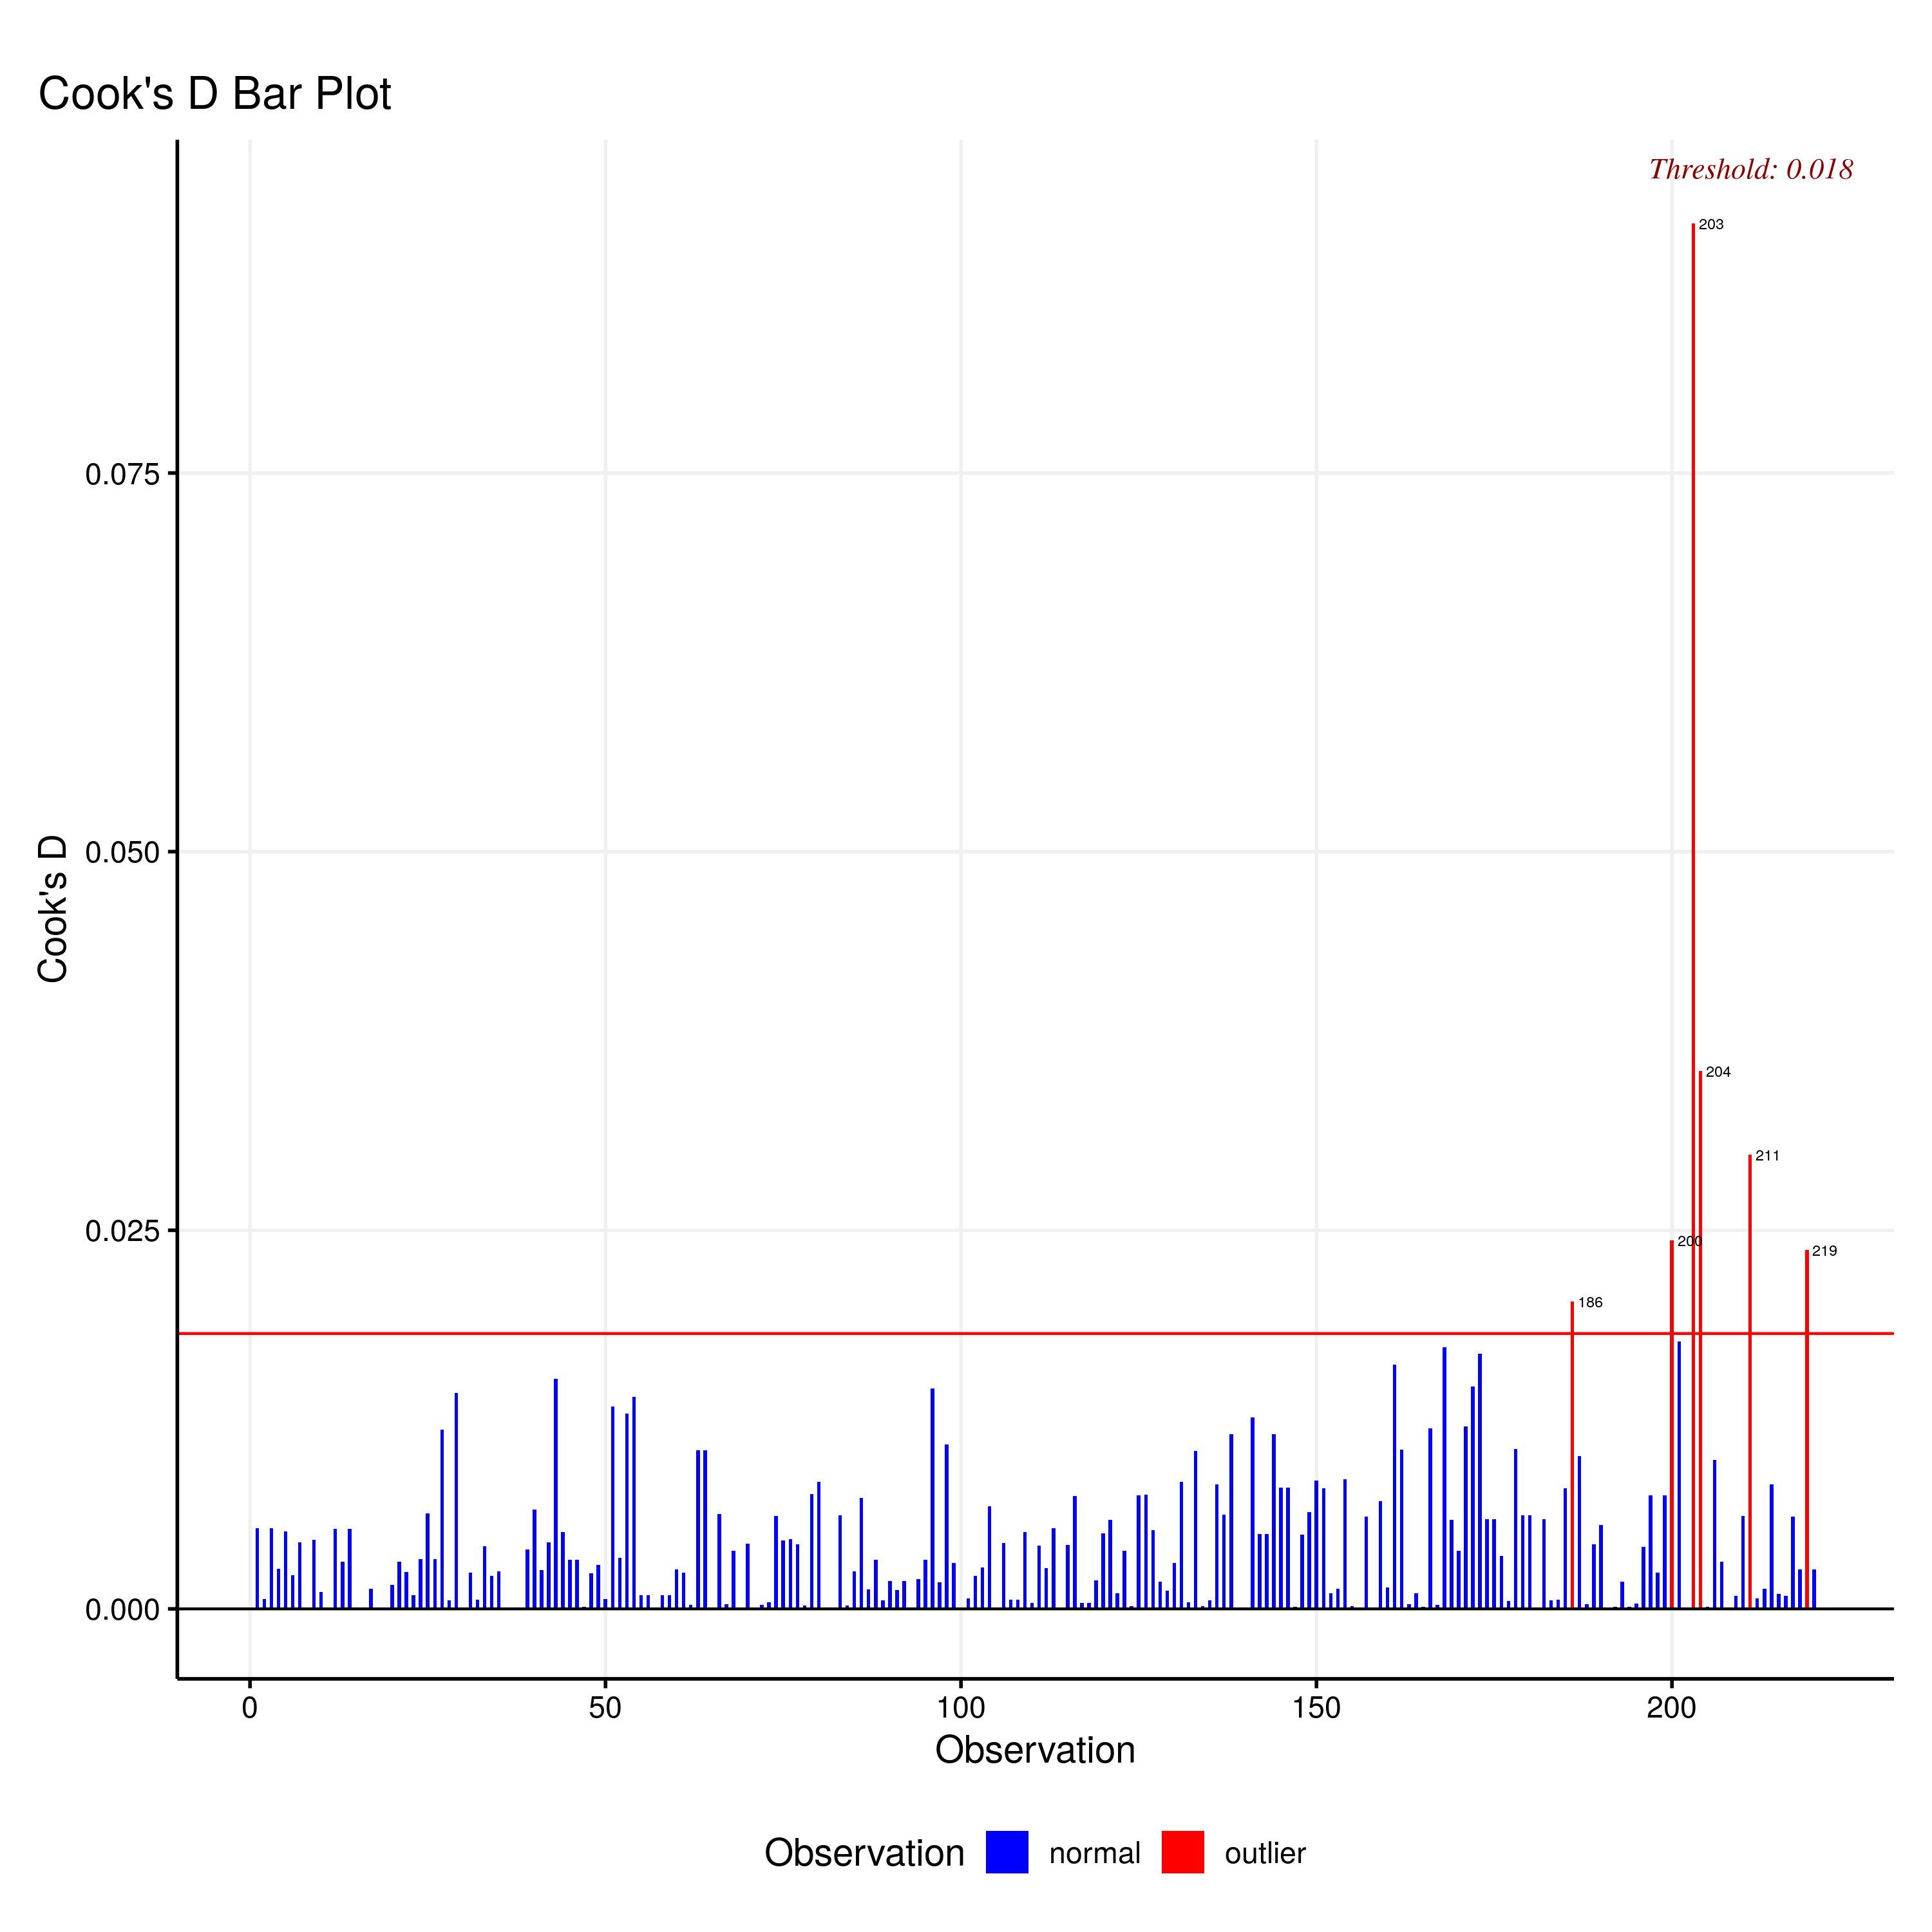 Cook's D Bar Plot
Threshold: 0.018
203
0.075
0.050
204
211
0.025
200
219
186
0.000
Cook's D
0 50 100 150 200
Observation
Observation normal outlier